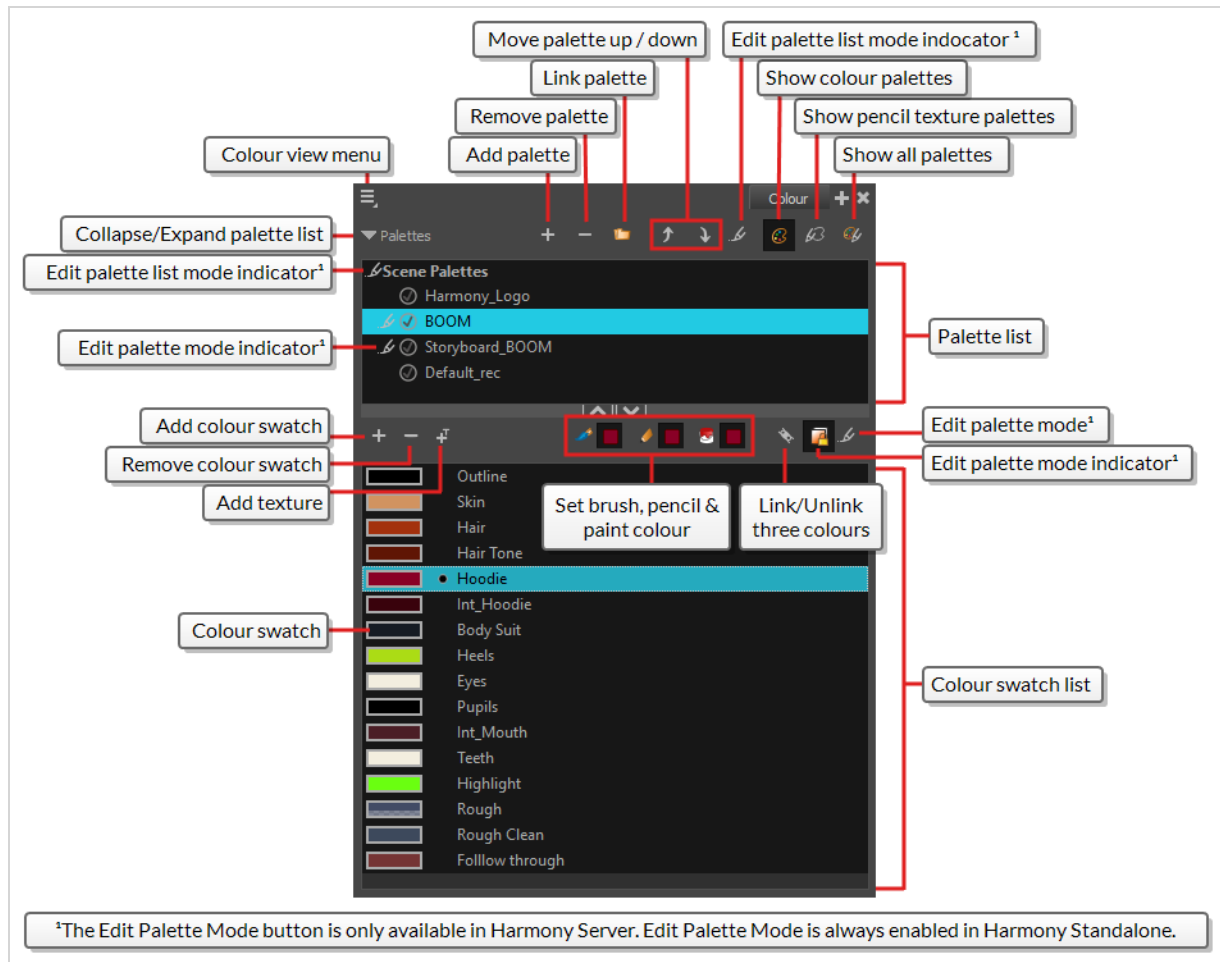 Move palette up / down
Edit palette list mode indocator ¹
Link palette
Show colour palettes
Remove palette
Show pencil texture palettes
Colour view menu
Add palette
Show all palettes
Colour
Collapse/Expand palette list
Palettes
Edit palette list mode indicator¹
Scene Palettes
Harmony_Logo
BOOM
Palette list
Edit palette mode indicator¹
Storyboard_BOOM
Default_rec
Add colour swatch
Edit palette mode¹
Remove colour swatch
Edit palette mode indicator¹
Add texture
T
Outline
Skin
Hair
Hair Tone
Set brush, pencil &
paint colour
Link/Unlink
three colours
Hoodie
Int_Hoodie
Colour swatch
Body Suit
Heels
Eyes
Colour swatch list
Pupils
Int_Mouth
Teeth
Highlight
Rough
Rough Clean
Folllow through
¹The Edit Palette Mode button is only available in Harmony Server. Edit Palette Mode is always enabled in Harmony Standalone.